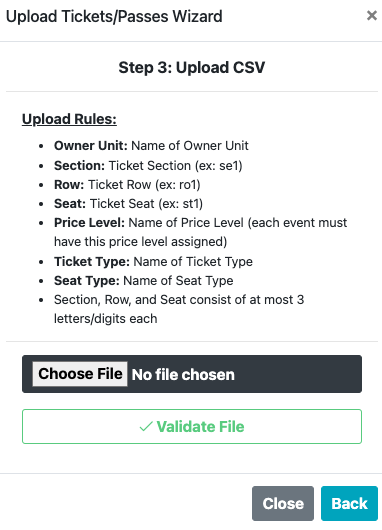 Upload Tickets/Passes Wizard ×
Step 3: Upload CSV
Upload Rules:
• Owner Unit: Name of Owner Unit
• Section: Ticket Section (ex: se1)
• Row: Ticket Row (ex: ro1)
• Seat: Ticket Seat (ex: st1)
• Price Level: Name of Price Level (each event must
have this price level assigned)
• Ticket Type: Name of Ticket Type
• Seat Type: Name of Seat Type
• Section, Row, and Seat consist of at most 3
letters/digits each
Choose File No file chosen
✓ Validate File
Close Back